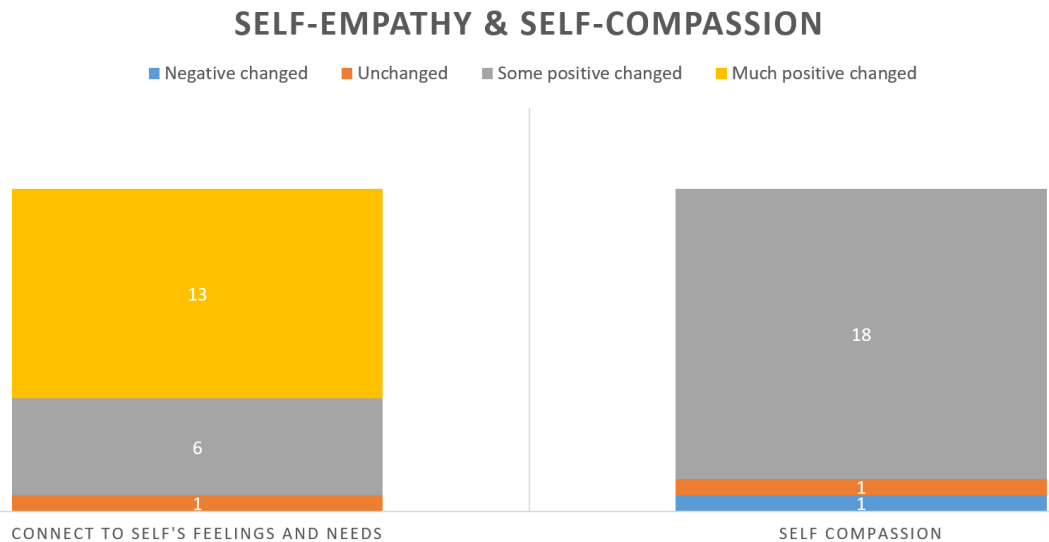 SELF-EMPATHY & SELF-COMPASSION
Negative changed Unchanged Some positive changed Much positive changed
13
6
1
18
1
1
CONNECT TO SELF'S FEELINGS AND NEEDS SELF COMPASSION